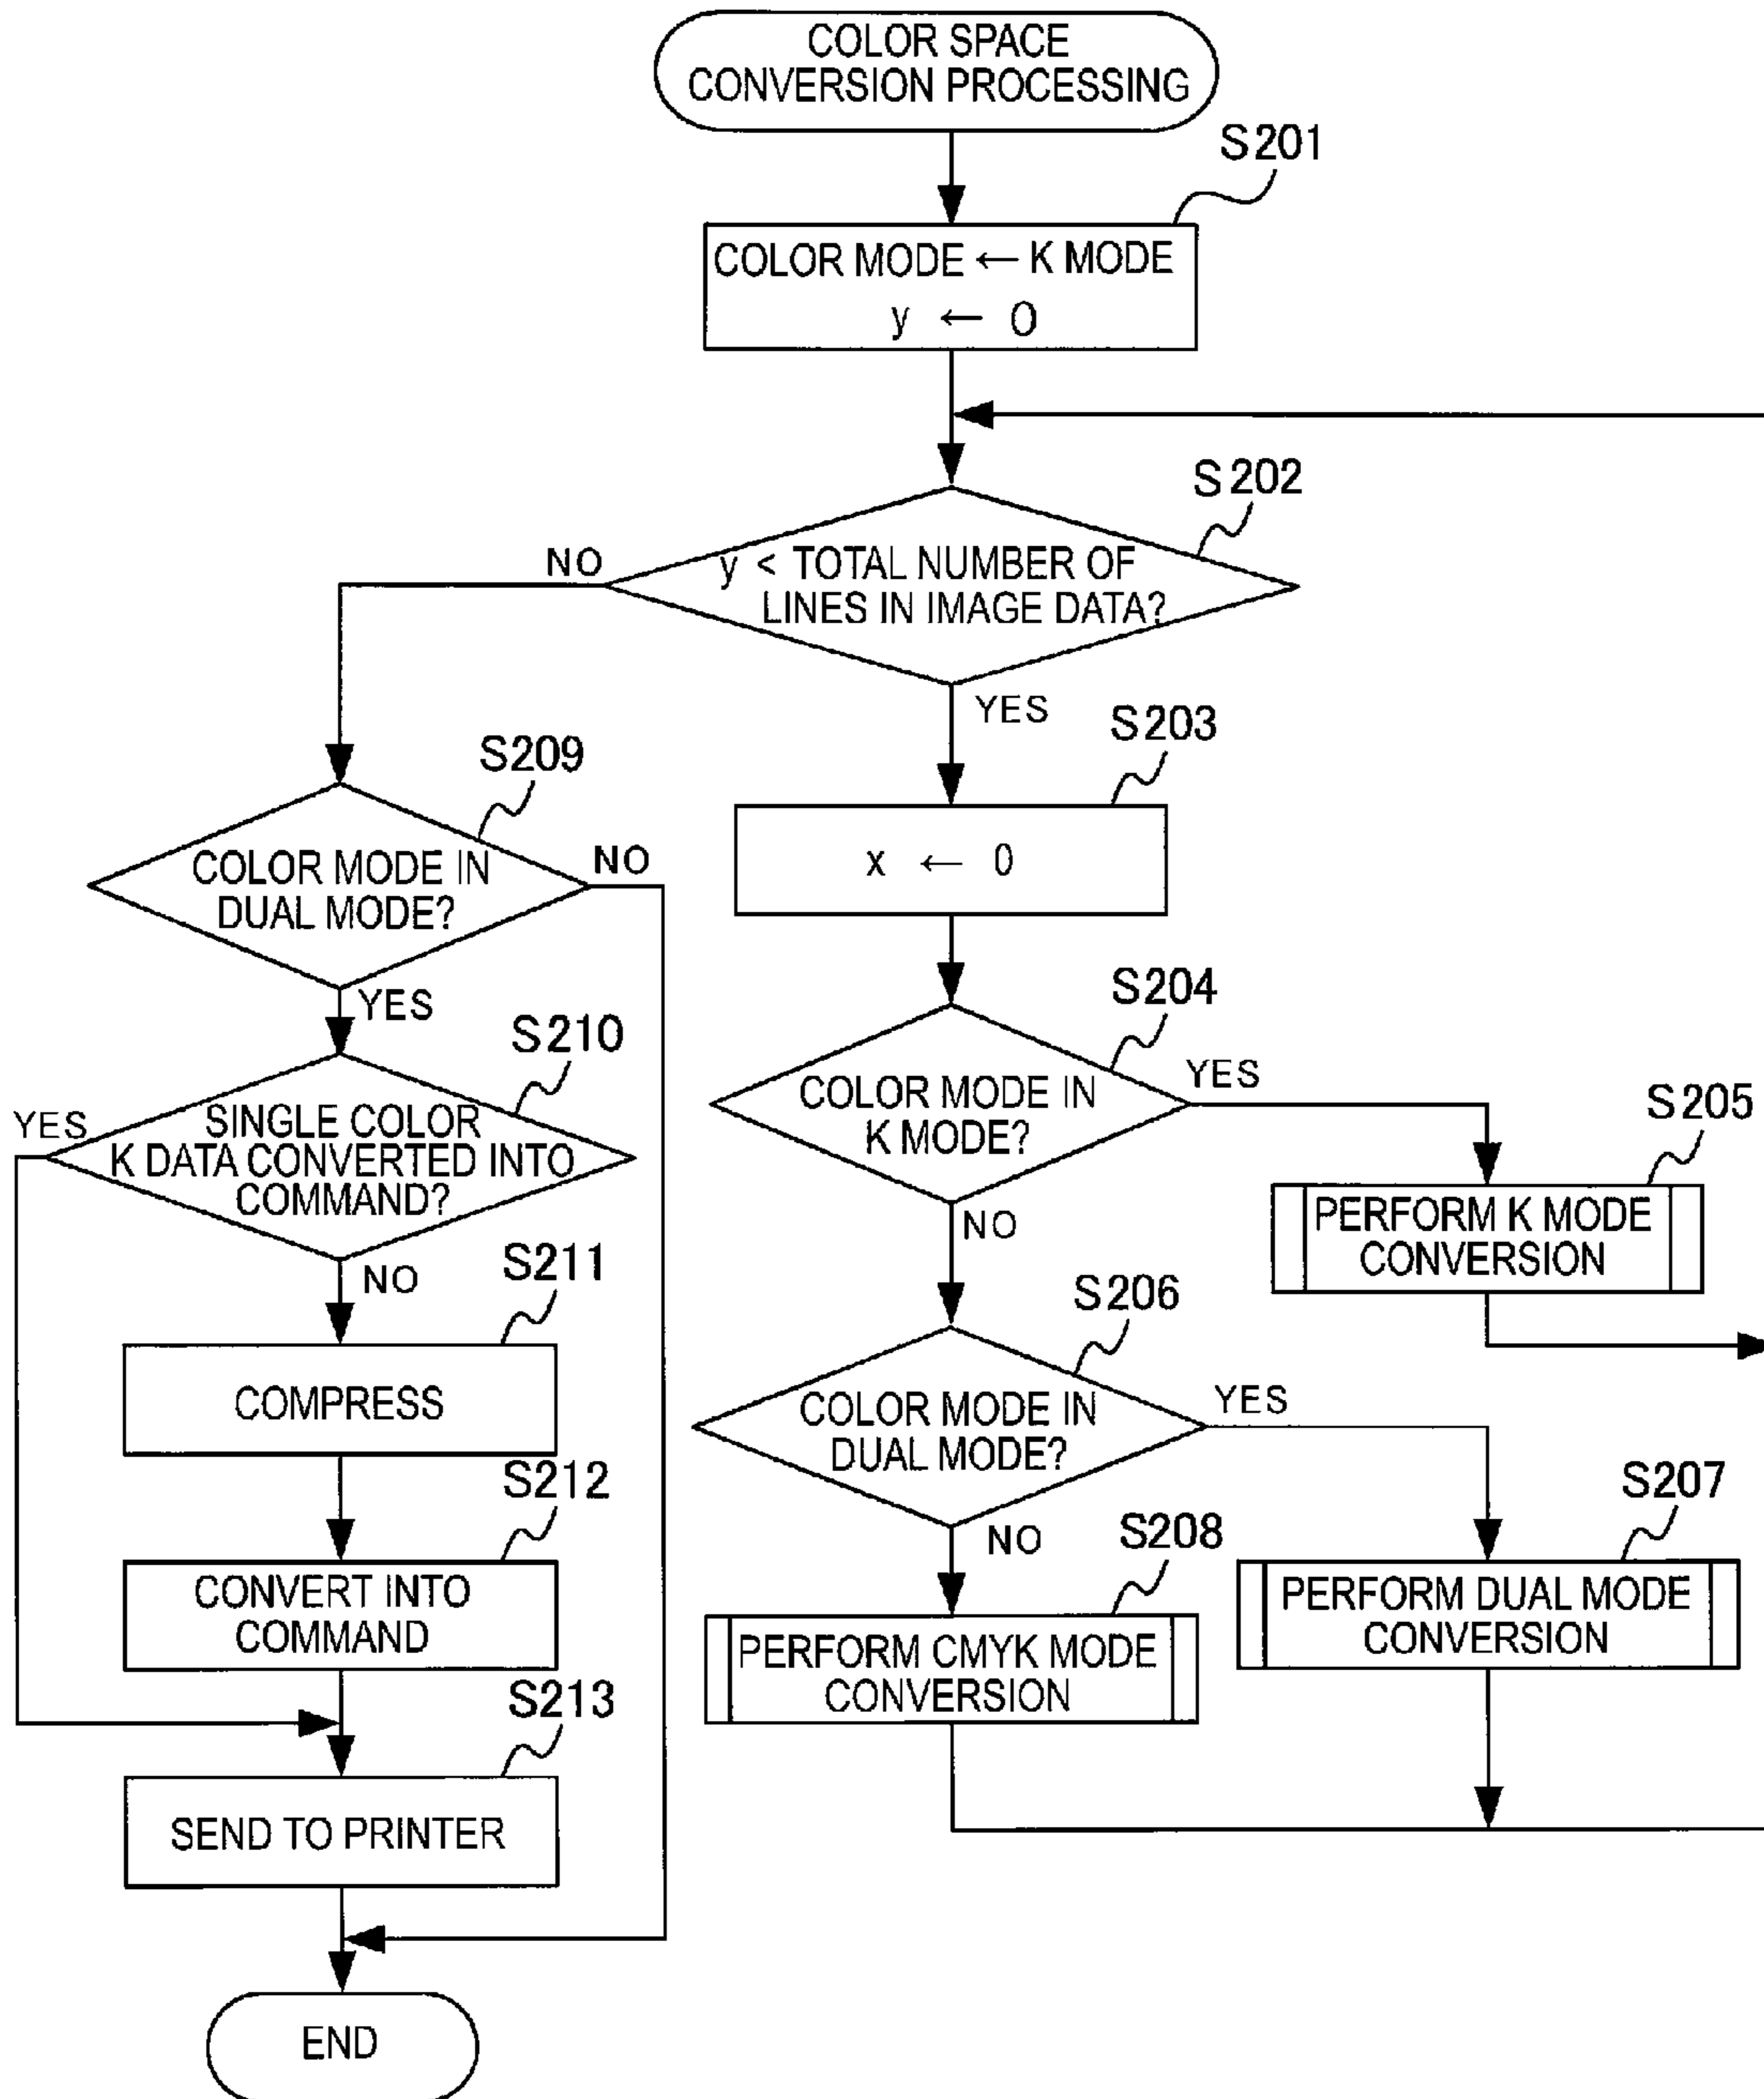 COLOR SPACE
CONVERSION PROCESSING
S201
COLOR MODE ← K MODE
y ← 0
S202
y < TOTAL NUMBER OF
LINES IN IMAGE DATA?
NO
YES
S203
x ← 0
S209
COLOR MODE IN
DUAL MODE?
NO
YES
S204
COLOR MODE IN
K MODE?
YES
NO
S205
PERFORM K MODE
CONVERSION
S210
SINGLE COLOR
K DATA CONVERTED INTO
COMMAND?
YES
NO
S206
COLOR MODE IN
DUAL MODE?
YES
NO
S207
PERFORM DUAL MODE
CONVERSION
S208
PERFORM CMYK MODE
CONVERSION
S211
COMPRESS
S212
CONVERT INTO
COMMAND
S213
SEND TO PRINTER
END